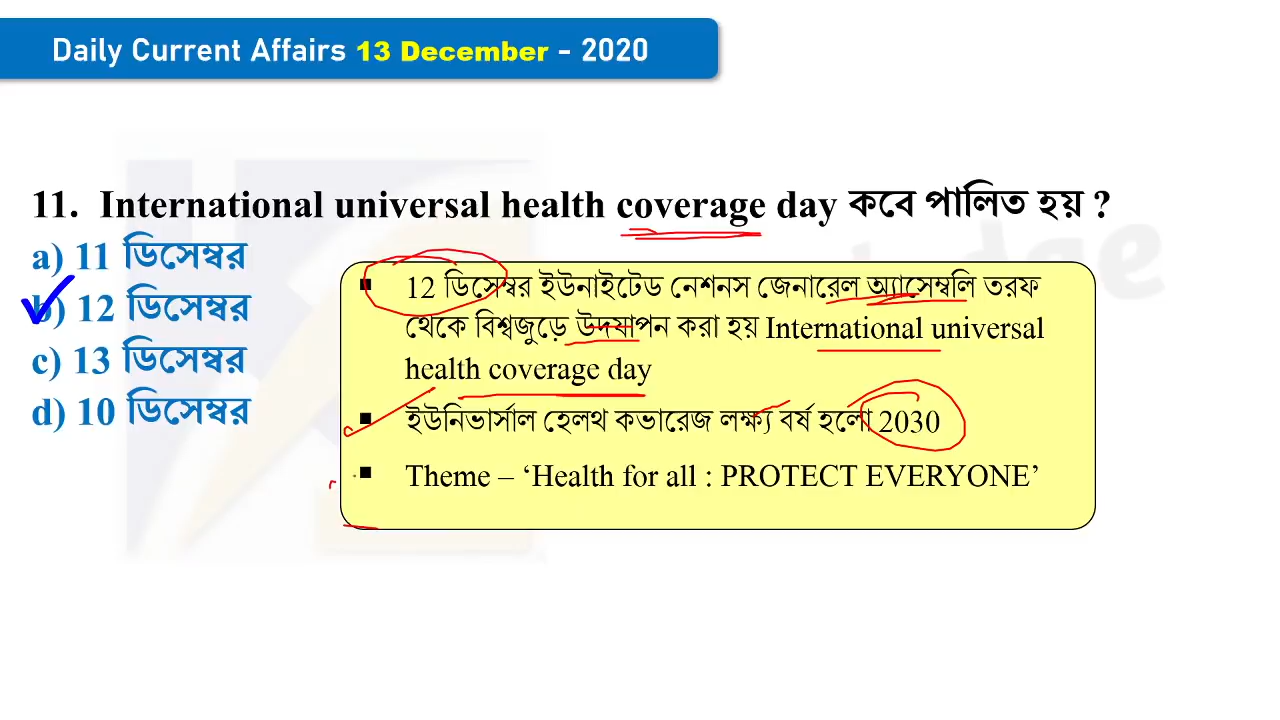 Daily Current Affairs 13 December - 2020
11. International universal health coverage day কবে পালিত হয় ?
a) 11 ডিসেম্বর
b) 12 ডিসেম্বর
c) 13 ডিসেম্বর
d) 10 ডিসেম্বর
▪ 12 ডিসেম্বর ইউনাইটেড নেশনস জেনারেল অ্যাসেম্বলি তরফ
থেকে বিশ্বজুড়ে উদযাপন করা হয় International universal
health coverage day
▪ ইউনিভার্সাল হেলথ কভারেজ লক্ষ্য বর্ষ হলো 2030
▪ Theme – ‘Health for all : PROTECT EVERYONE’